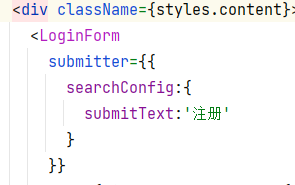 <div className={styles.content}>
<LoginForm
submitter={{
searchConfig:{
submitText:'注册'
}
}}